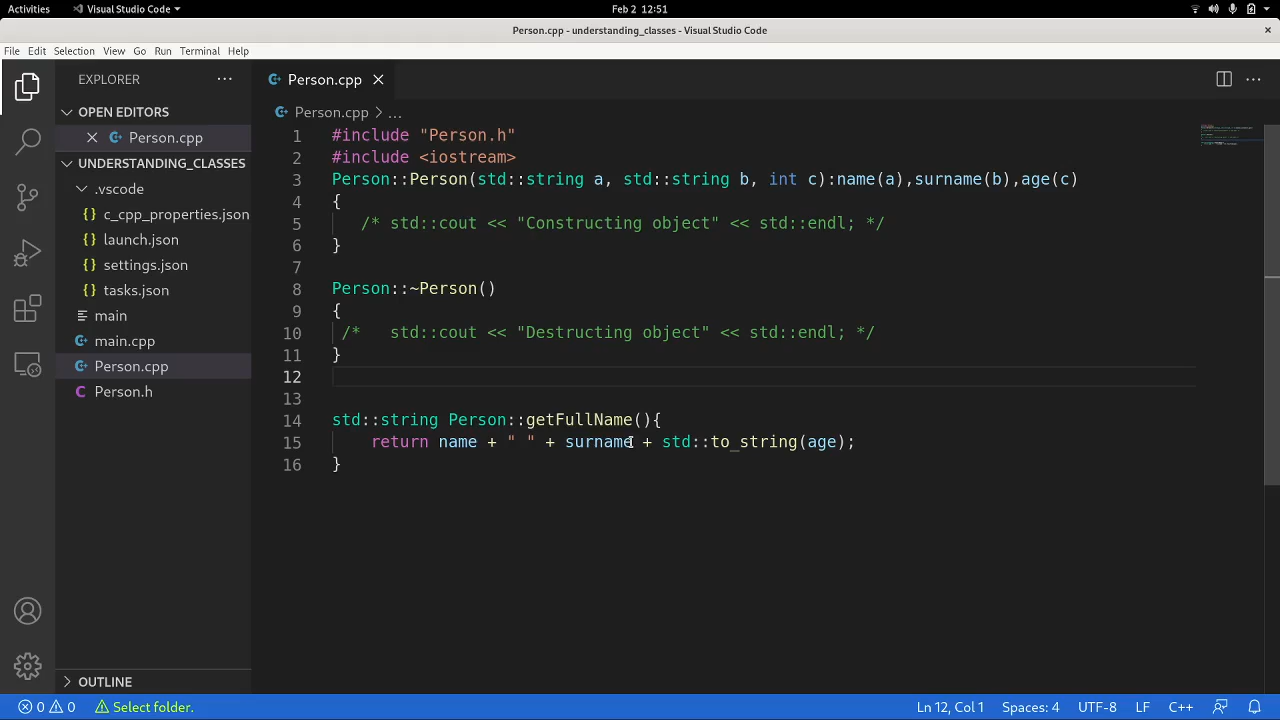 Activities Visual Studio Code Feb 2 12:51
Person.cpp - understanding_classes - Visual Studio Code ×
File Edit Selection View Go Run Terminal Help
EXPLORER ··· Person.cpp ···
OPEN EDITORS
Person.cpp
UNDERSTANDING_CLASSES
.vscode
c_cpp_properties.json
launch.json
settings.json
tasks.json
main
main.cpp
Person.cpp
Person.h
Person.cpp > ...
1 #include "Person.h"
2 #include <iostream>
3 Person::Person(std::string a, std::string b, int c):name(a),surname(b),age(c)
4 {
5    /* std::cout << "Constructing object" << std::endl; */
6 }
7
8 Person::~Person()
9 {
10  /*   std::cout << "Destructing object" << std::endl; */
11 }
12
13
14 std::string Person::getFullName(){
15     return name + " " + surname + std::to_string(age);
16 }
OUTLINE
0 0 Select folder. Ln 12, Col 1 Spaces: 4 UTF-8 LF C++